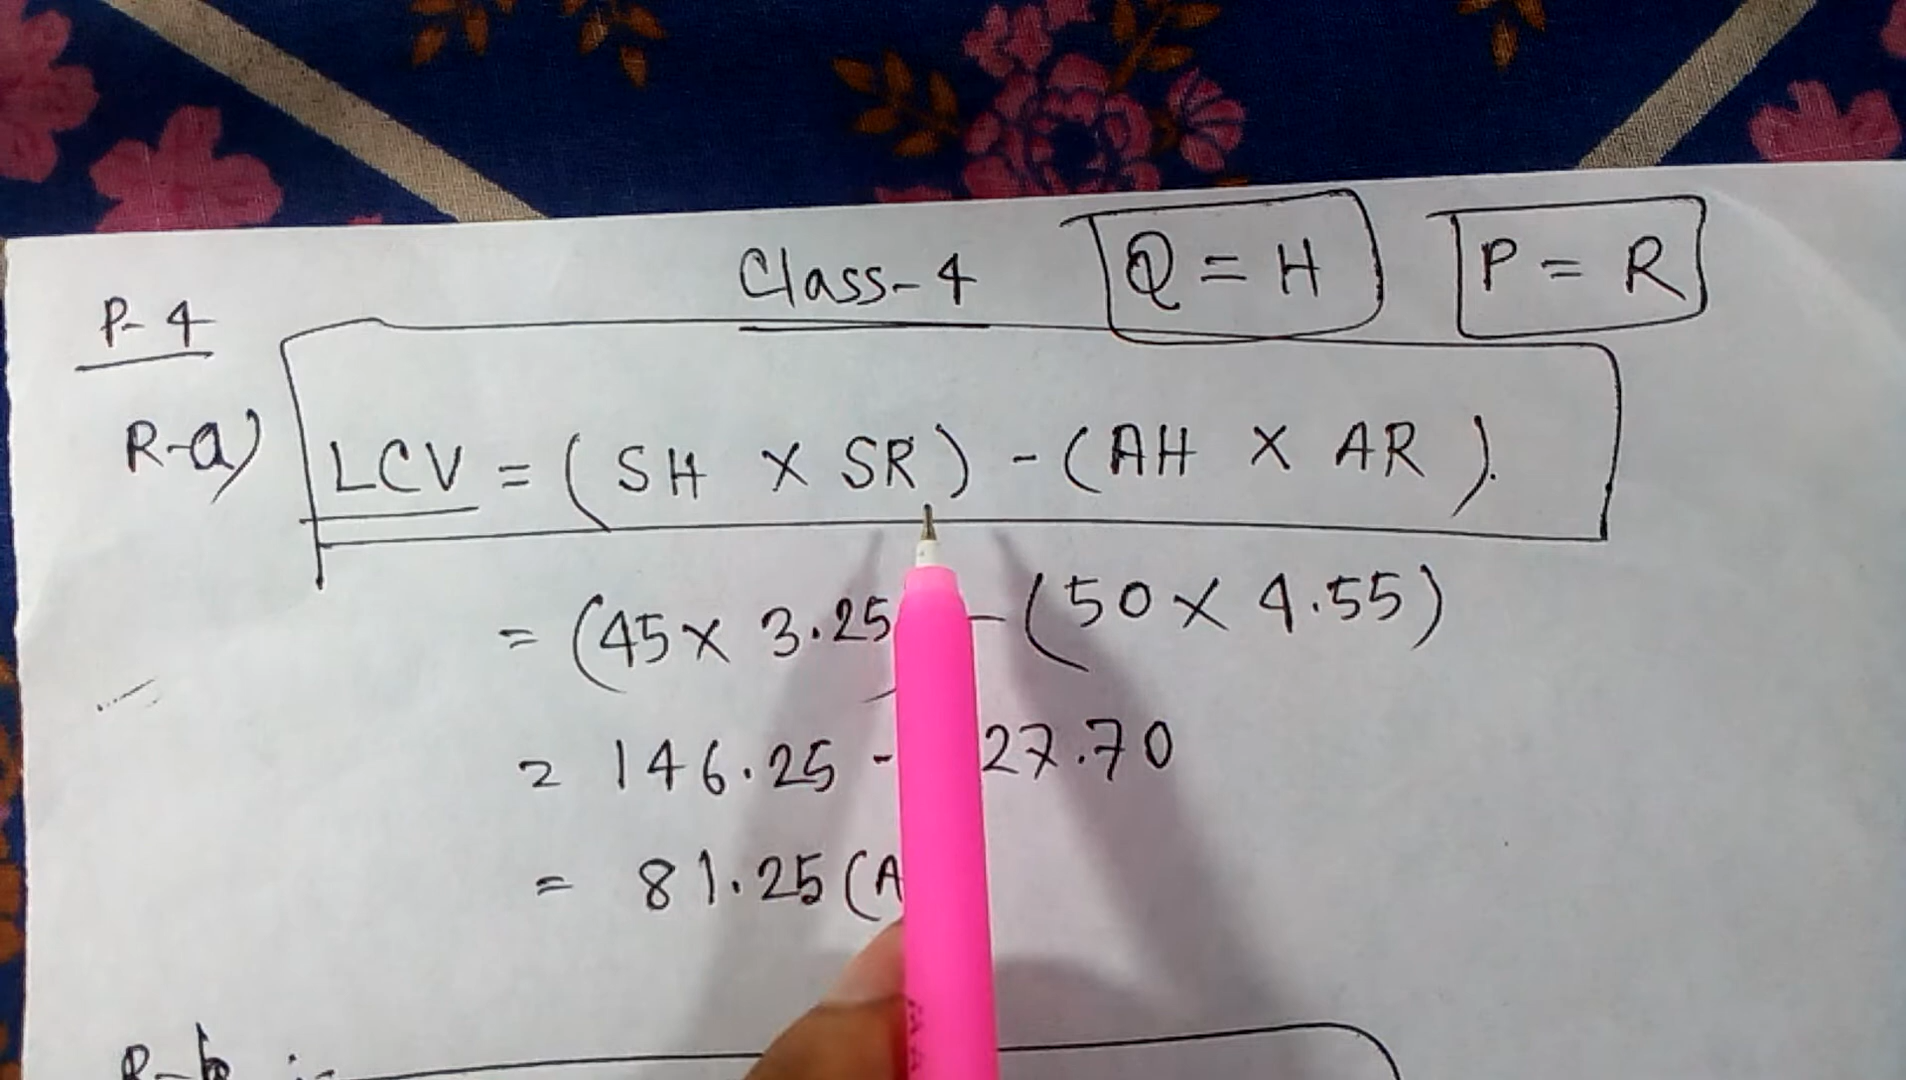 Class-4 Q = H P = R
P-4
R-a) LCV = ( SH X SR ) - ( AH X AR ).
= (45 x 3.25 - (50 x 4.55)
= 146.25 - 27.70
= 81.25 (A
R-b :-